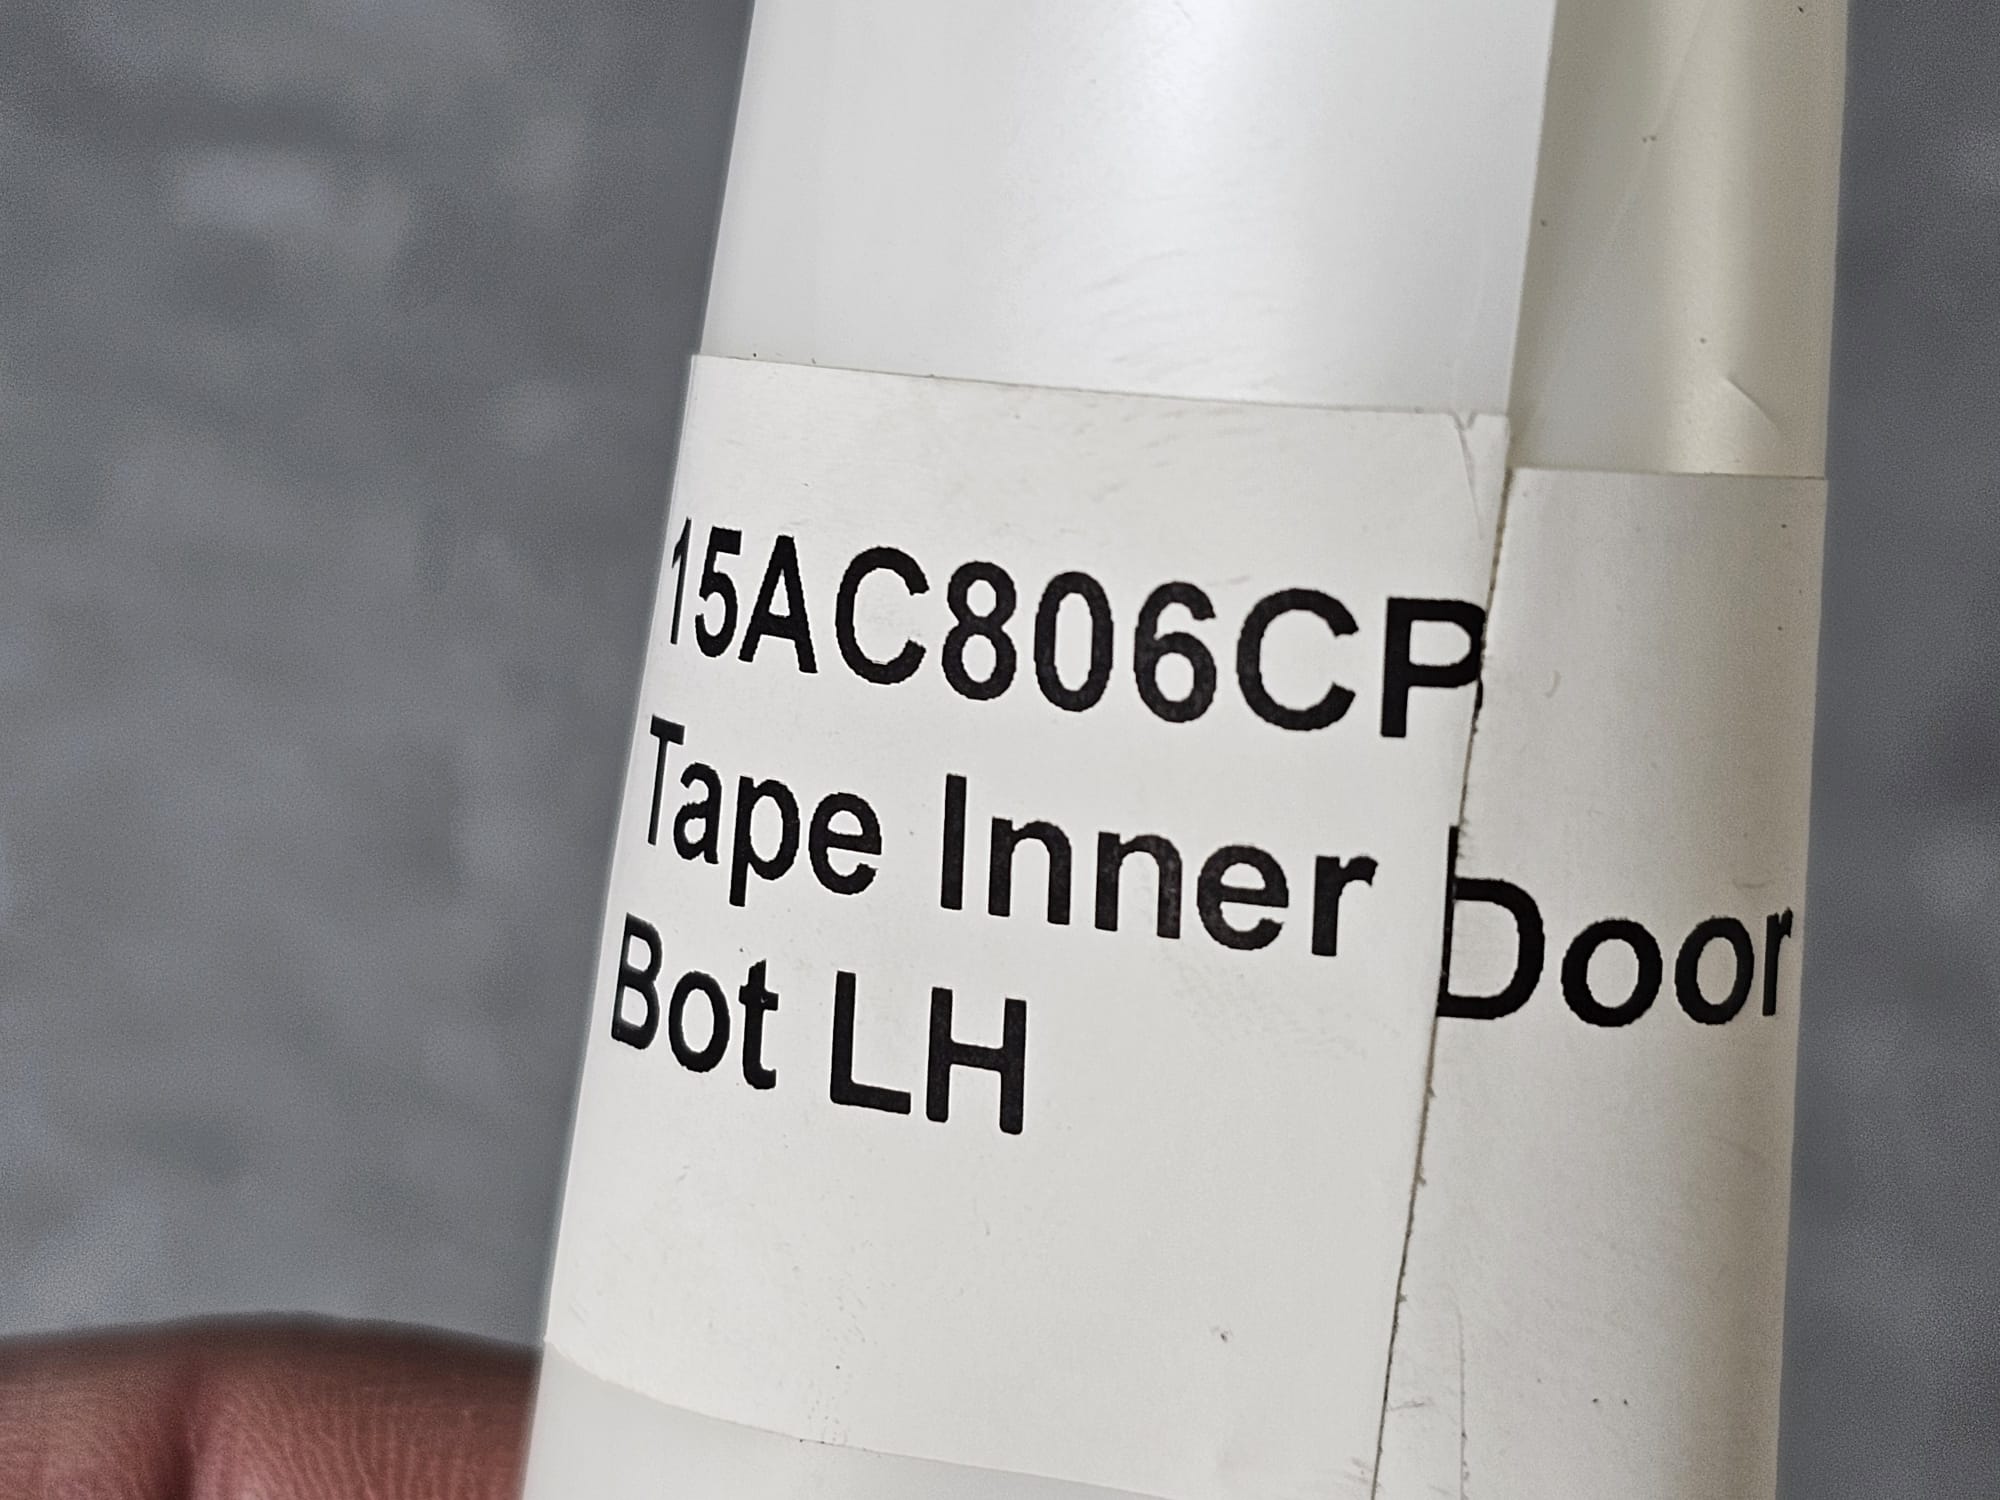 15AC806CP
Tape Inner Door
Bot LH